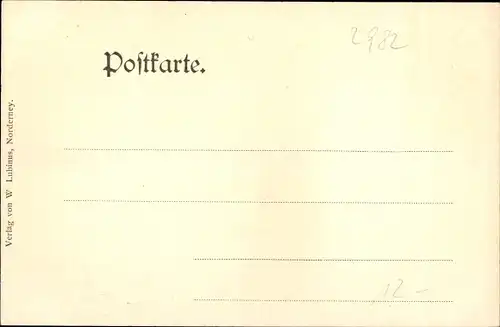 2982
Postkarte.
Verlag von W Lubinus, Norderney.
12 –